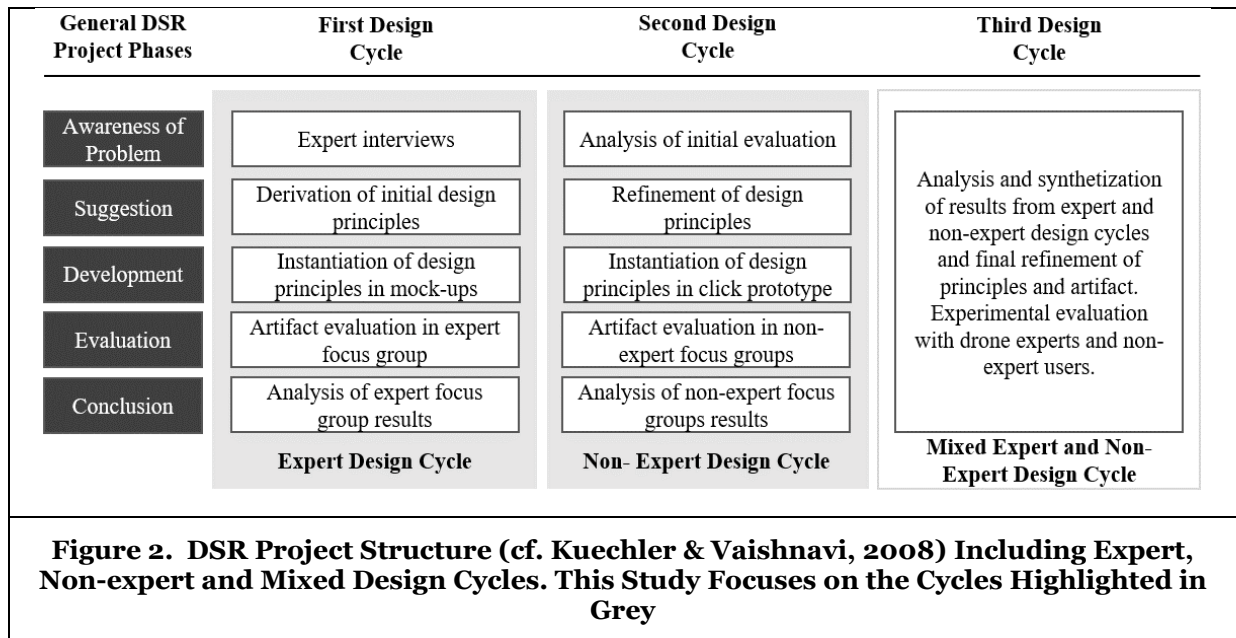 General DSR
Project Phases
First Design
Cycle
Second Design
Cycle
Third Design
Cycle
Awareness of
Problem
Expert interviews
Analysis of initial evaluation
Suggestion
Derivation of initial design
principles
Refinement of design
principles
Development
Instantiation of design
principles in mock-ups
Instantiation of design
principles in click prototype
Evaluation
Artifact evaluation in expert
focus group
Artifact evaluation in non-
expert focus groups
Conclusion
Analysis of expert focus
group results
Analysis of non-expert focus
groups results
Analysis and synthetization
of results from expert and
non-expert design cycles
and final refinement of
principles and artifact.
Experimental evaluation
with drone experts and non-
expert users.
Expert Design Cycle
Non- Expert Design Cycle
Mixed Expert and Non-
Expert Design Cycle
Figure 2. DSR Project Structure (cf. Kuechler & Vaishnavi, 2008) Including Expert,
Non-expert and Mixed Design Cycles. This Study Focuses on the Cycles Highlighted in
Grey